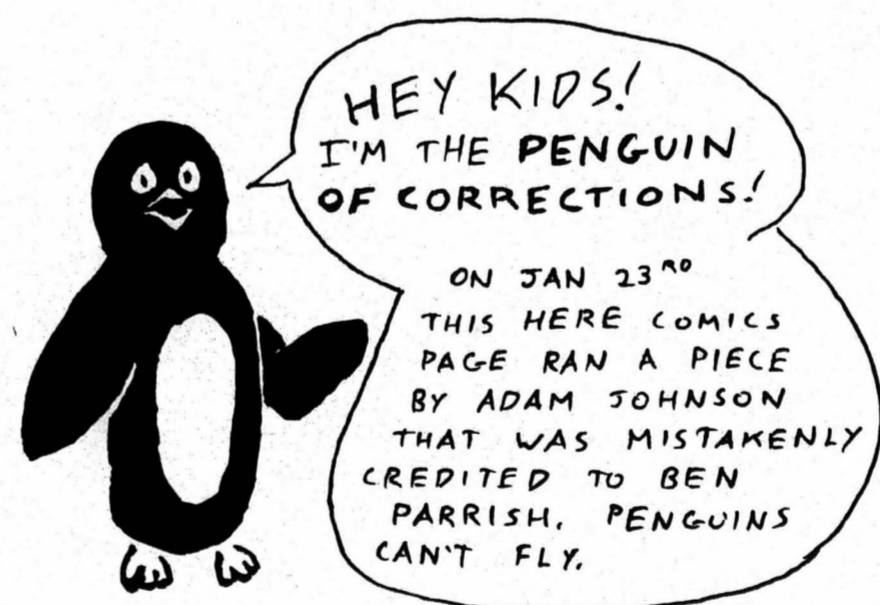 HEY KIDS!
I'M THE PENGUIN
OF CORRECTIONS!
ON JAN 23RD
THIS HERE COMICS
PAGE RAN A PIECE
BY ADAM JOHNSON
THAT WAS MISTAKENLY
CREDITED TO BEN
PARRISH. PENGUINS
CAN'T FLY.